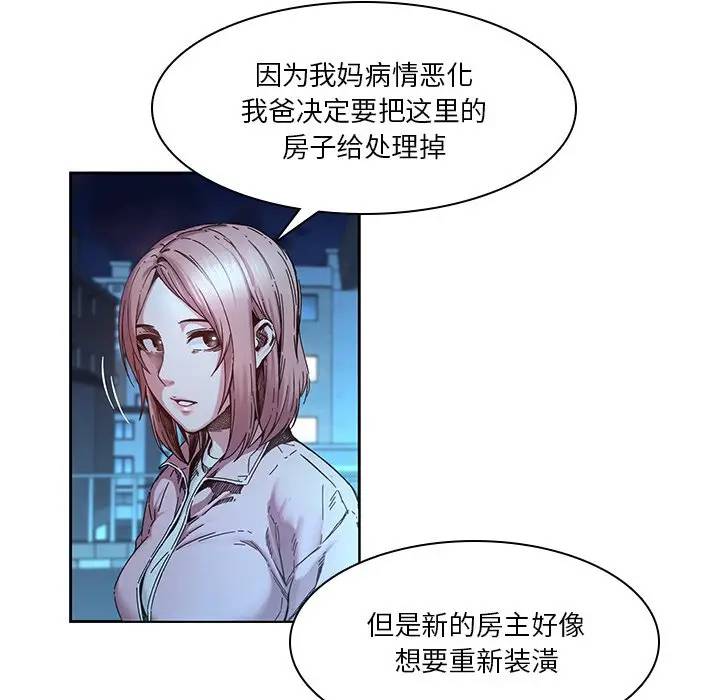 因为我妈病情恶化
我爸决定要把这里的
房子给处理掉
但是新的房主好像
想要重新装潢